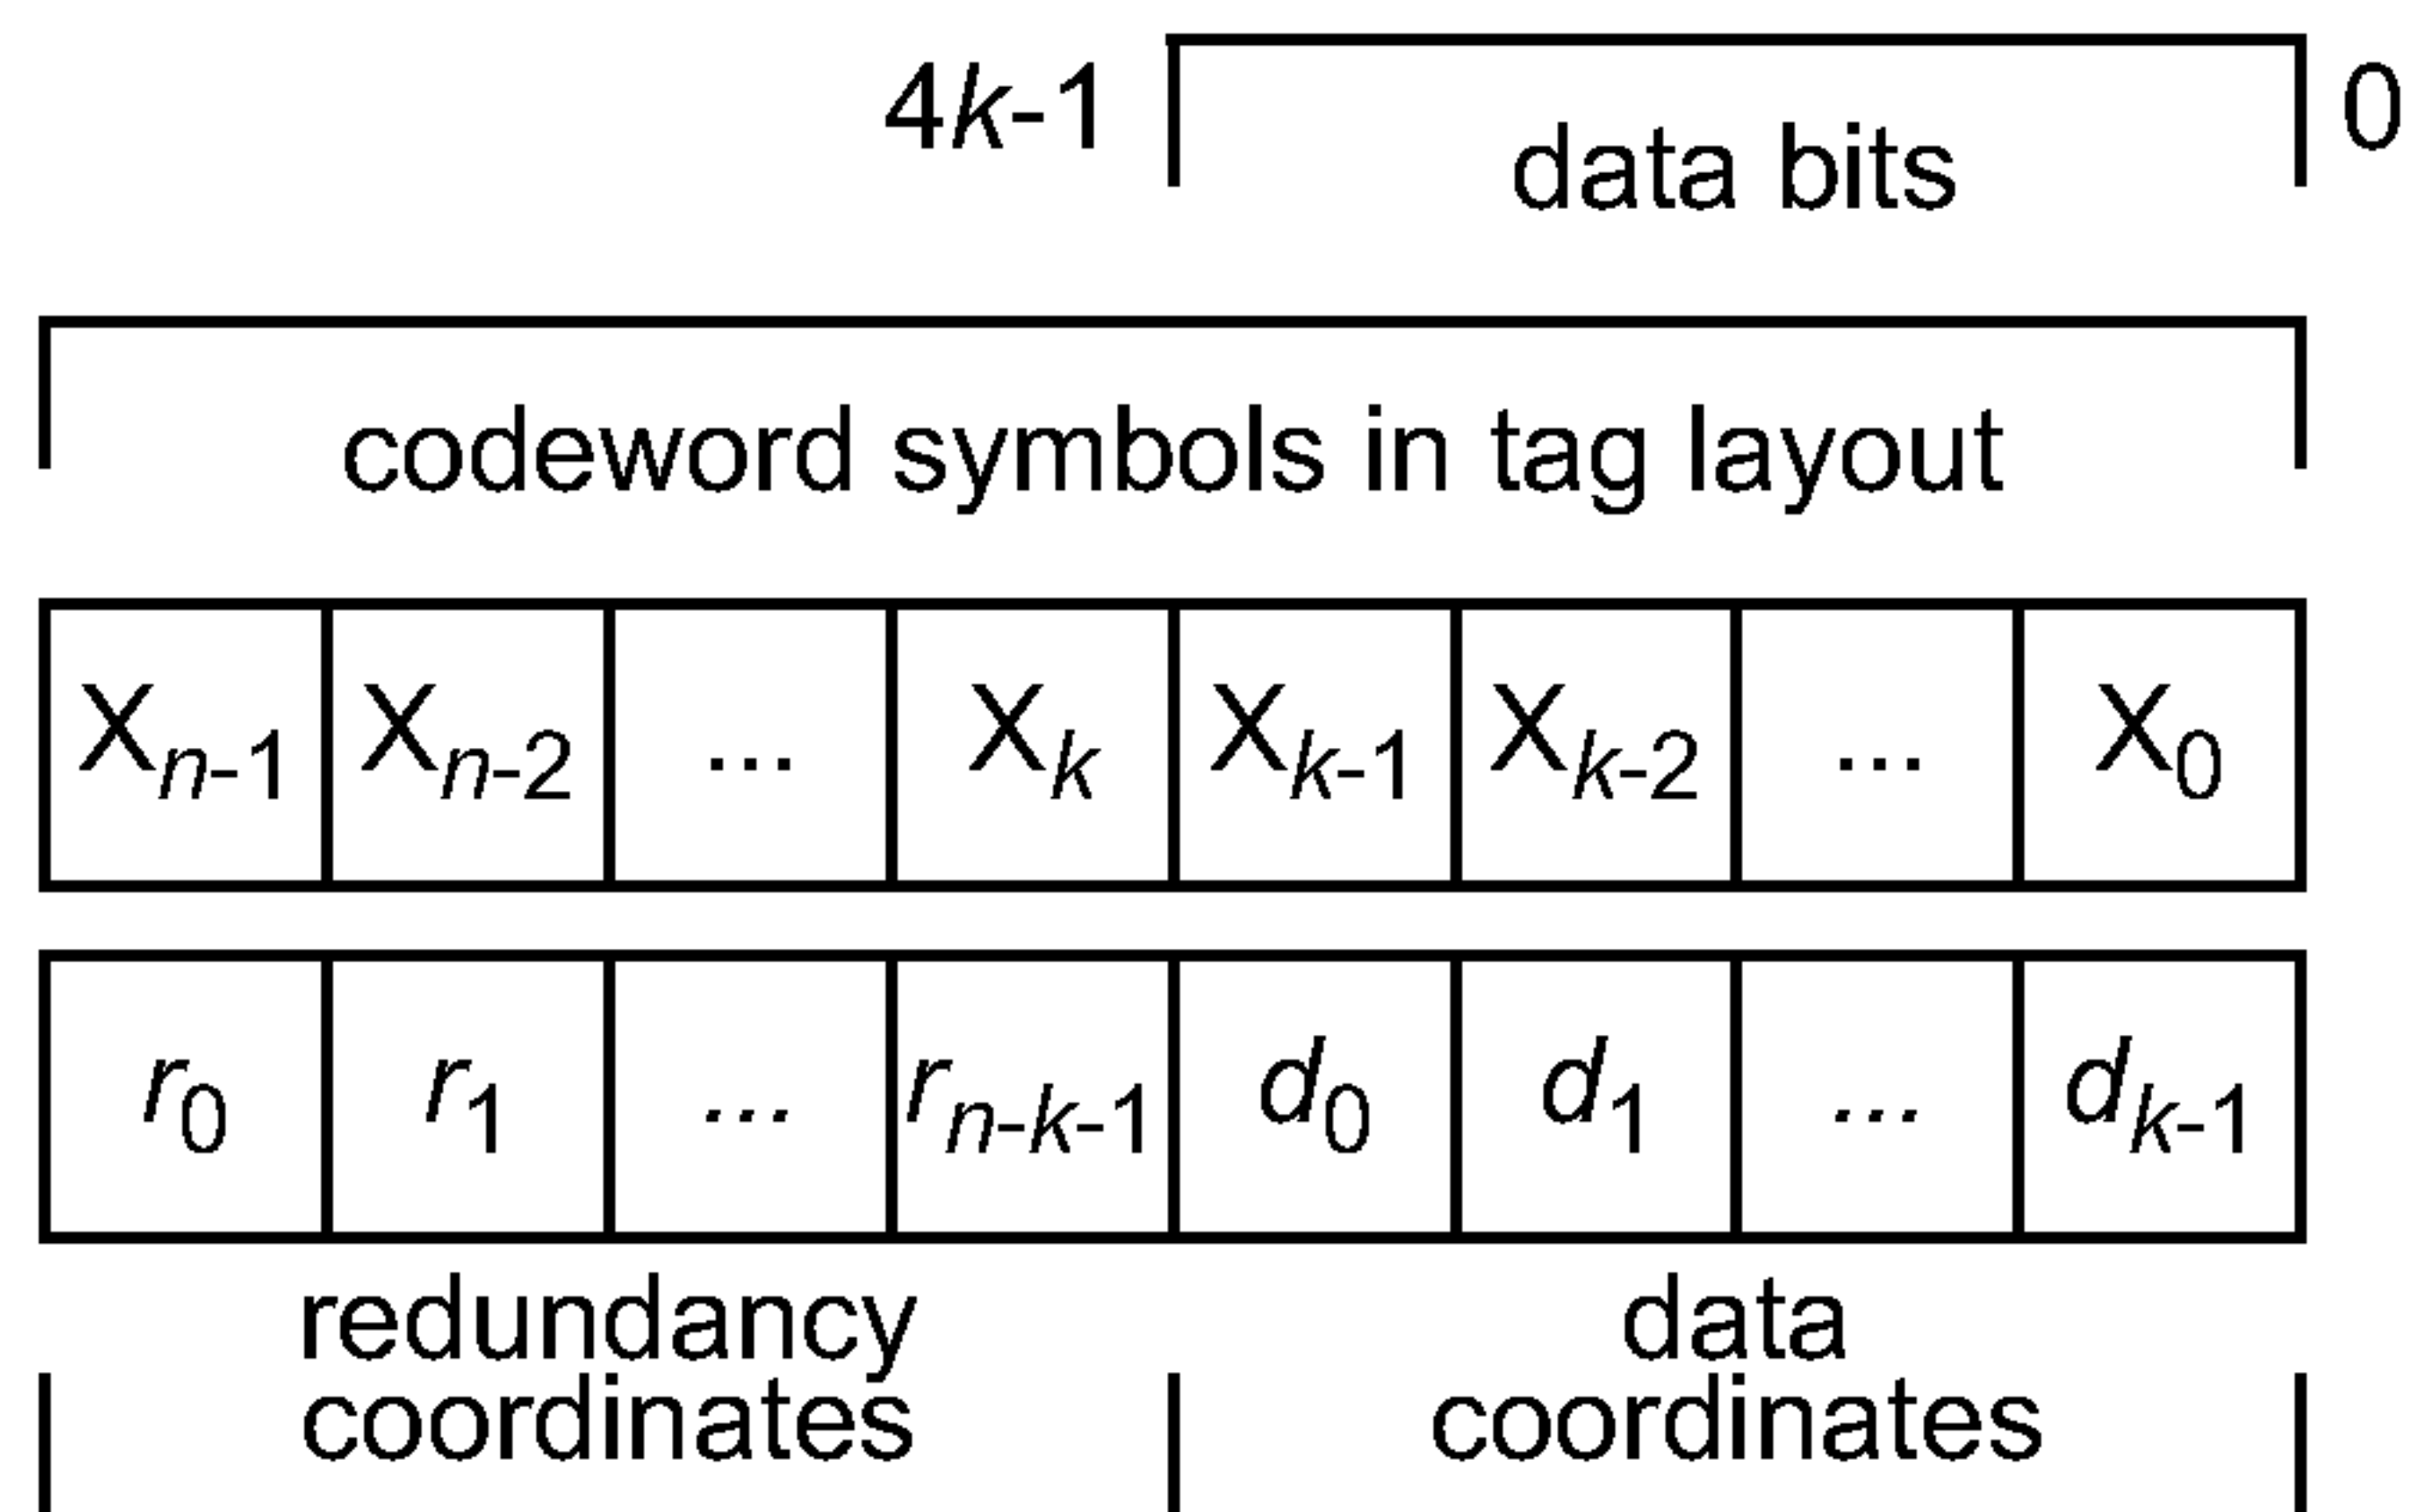 4k-1 data bits 0
codeword symbols in tag layout
Xn-1 Xn-2 ... Xk Xk-1 Xk-2 ... X0
r0 r1 ... rn-k-1 d0 d1 ... dk-1
redundancy data
coordinates coordinates